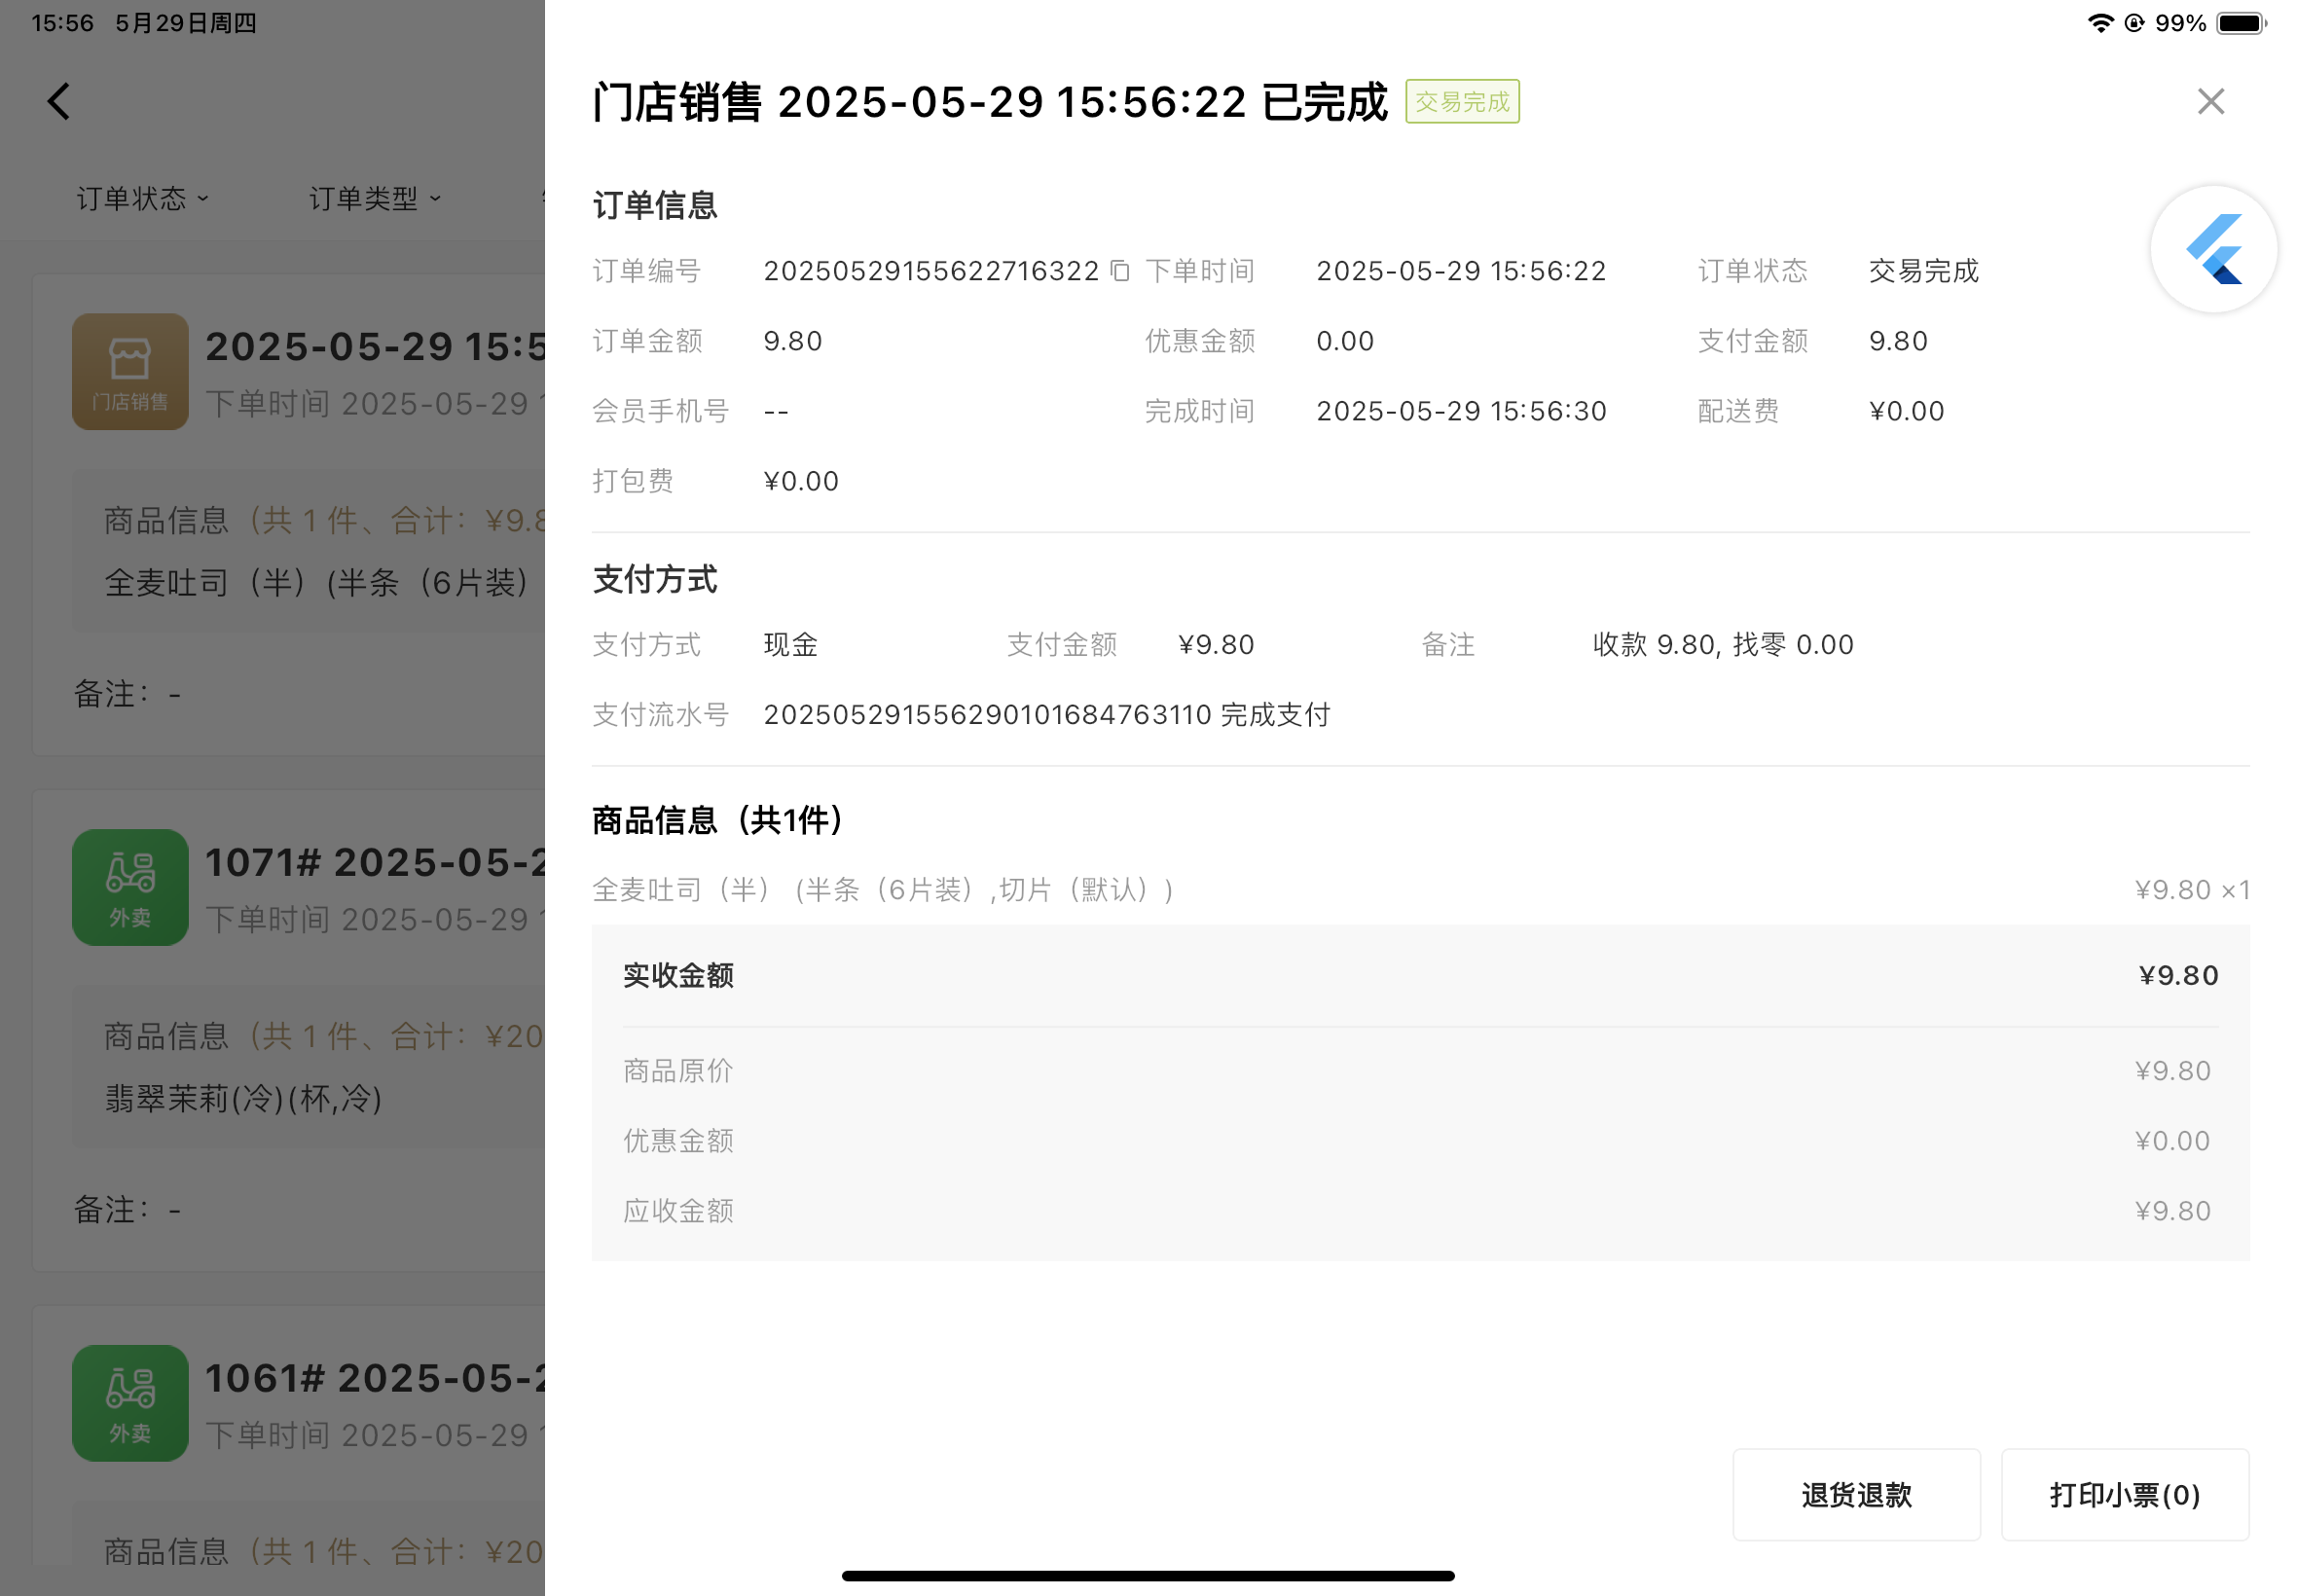 15:56 5月29日周四
99%
订单状态
订单类型
门店销售
2025-05-29 15:5
下单时间 2025-05-29
商品信息（共 1 件、合计：¥9.8
全麦吐司（半）(半条（6片装）
备注：-
外卖
1071# 2025-05-2
下单时间 2025-05-29
商品信息（共 1 件、合计：¥20
翡翠茉莉(冷)(杯,冷)
备注：-
外卖
1061# 2025-05-2
下单时间 2025-05-29
商品信息（共 1 件、合计：¥20
门店销售 2025-05-29 15:56:22 已完成 交易完成
订单信息
订单编号 20250529155622716322 下单时间 2025-05-29 15:56:22 订单状态 交易完成
订单金额 9.80 优惠金额 0.00 支付金额 9.80
会员手机号 -- 完成时间 2025-05-29 15:56:30 配送费 ¥0.00
打包费 ¥0.00
支付方式
支付方式 现金 支付金额 ¥9.80 备注 收款 9.80, 找零 0.00
支付流水号 202505291556290101684763110 完成支付
商品信息（共1件）
全麦吐司（半） (半条（6片装）,切片（默认）) ¥9.80 ×1
实收金额 ¥9.80
商品原价 ¥9.80
优惠金额 ¥0.00
应收金额 ¥9.80
退货退款 打印小票(0)